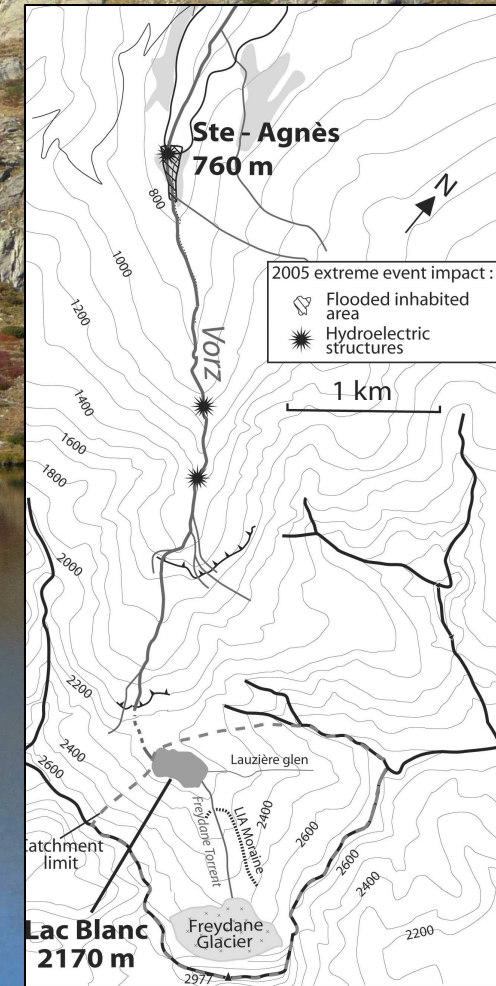 Ste - Agnès
760 m
N
800
2005 extreme event impact :
Flooded inhabited
area
Hydroelectric
structures
1000
1200
Vorz
1 km
1400
1600
1800
2000
2200
2400
2600
Lauzière glen
Freydane Torrent
LIA Moraine
2400
2600
2600
2400
2200
Catchment
limit
Lac Blanc
2170 m
Freydane
Glacier
2977